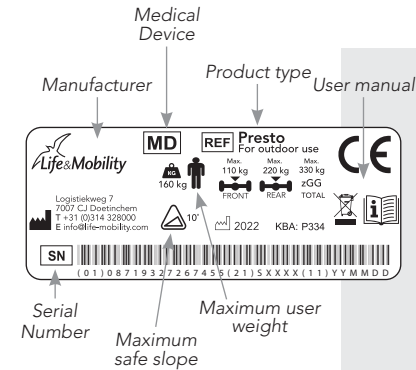 Medical
Device
Manufacturer
Product type
User manual
Life&Mobility
MD
REF Presto
For outdoor use
KG
160 kg
Max.
110 kg
FRONT
Max.
220 kg
REAR
Max.
330 kg
zGG
TOTAL
CE
Logistiekweg 7
7007 CJ Doetinchem
T +31 (0)314 328000
E info@life-mobility.com
10°
2022
KBA: P334
i
SN
(01)08719327267455(21)SXXXX(11)YYMMDD
Serial
Number
Maximum
safe slope
Maximum user
weight